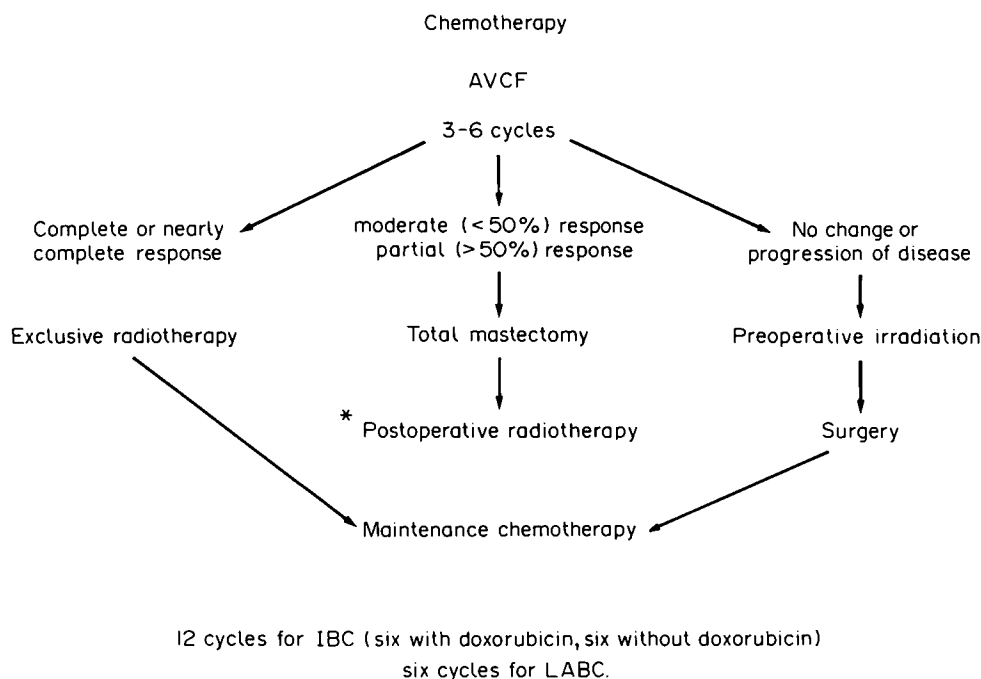 Chemotherapy
AVCF
3-6 cycles
Complete or nearly
complete response
moderate (<50%) response
partial (>50%) response
No change or
progression of disease
Exclusive radiotherapy
Total mastectomy
Preoperative irradiation
* Postoperative radiotherapy
Surgery
Maintenance chemotherapy
12 cycles for IBC (six with doxorubicin, six without doxorubicin)
six cycles for LABC.